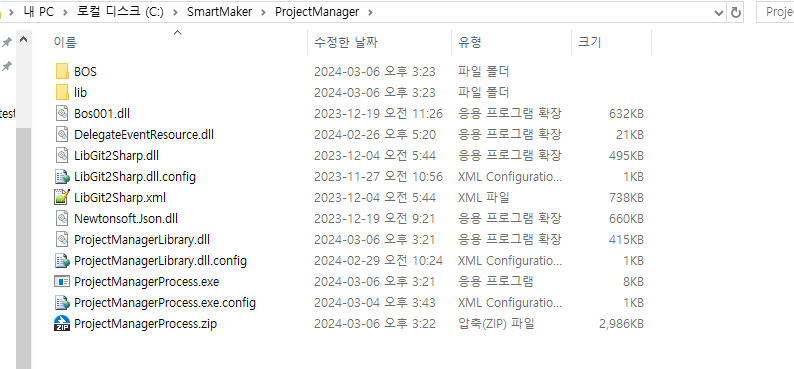 내 PC > 로컬 디스크 (C:) > SmartMaker > ProjectManager
Proje
이름 수정한 날짜 유형 크기
BOS 2024-03-06 오후 3:23 파일 폴더
lib 2024-03-06 오후 3:23 파일 폴더
test
Bos001.dll 2023-12-19 오전 11:26 응용 프로그램 확장 632KB
DelegateEventResource.dll 2024-02-26 오후 5:20 응용 프로그램 확장 21KB
LibGit2Sharp.dll 2023-12-04 오전 5:44 응용 프로그램 확장 495KB
LibGit2Sharp.dll.config 2023-11-27 오전 10:56 XML Configuratio... 1KB
LibGit2Sharp.xml 2023-12-04 오전 5:44 XML 파일 738KB
Newtonsoft.Json.dll 2023-12-19 오전 9:21 응용 프로그램 확장 660KB
ProjectManagerLibrary.dll 2024-03-06 오후 3:21 응용 프로그램 확장 415KB
ProjectManagerLibrary.dll.config 2024-02-29 오전 10:24 XML Configuratio... 1KB
ProjectManagerProcess.exe 2024-03-06 오후 3:21 응용 프로그램 8KB
ProjectManagerProcess.exe.config 2024-03-04 오후 3:43 XML Configuratio... 1KB
ZIP ProjectManagerProcess.zip 2024-03-06 오후 3:22 압축(ZIP) 파일 2,986KB